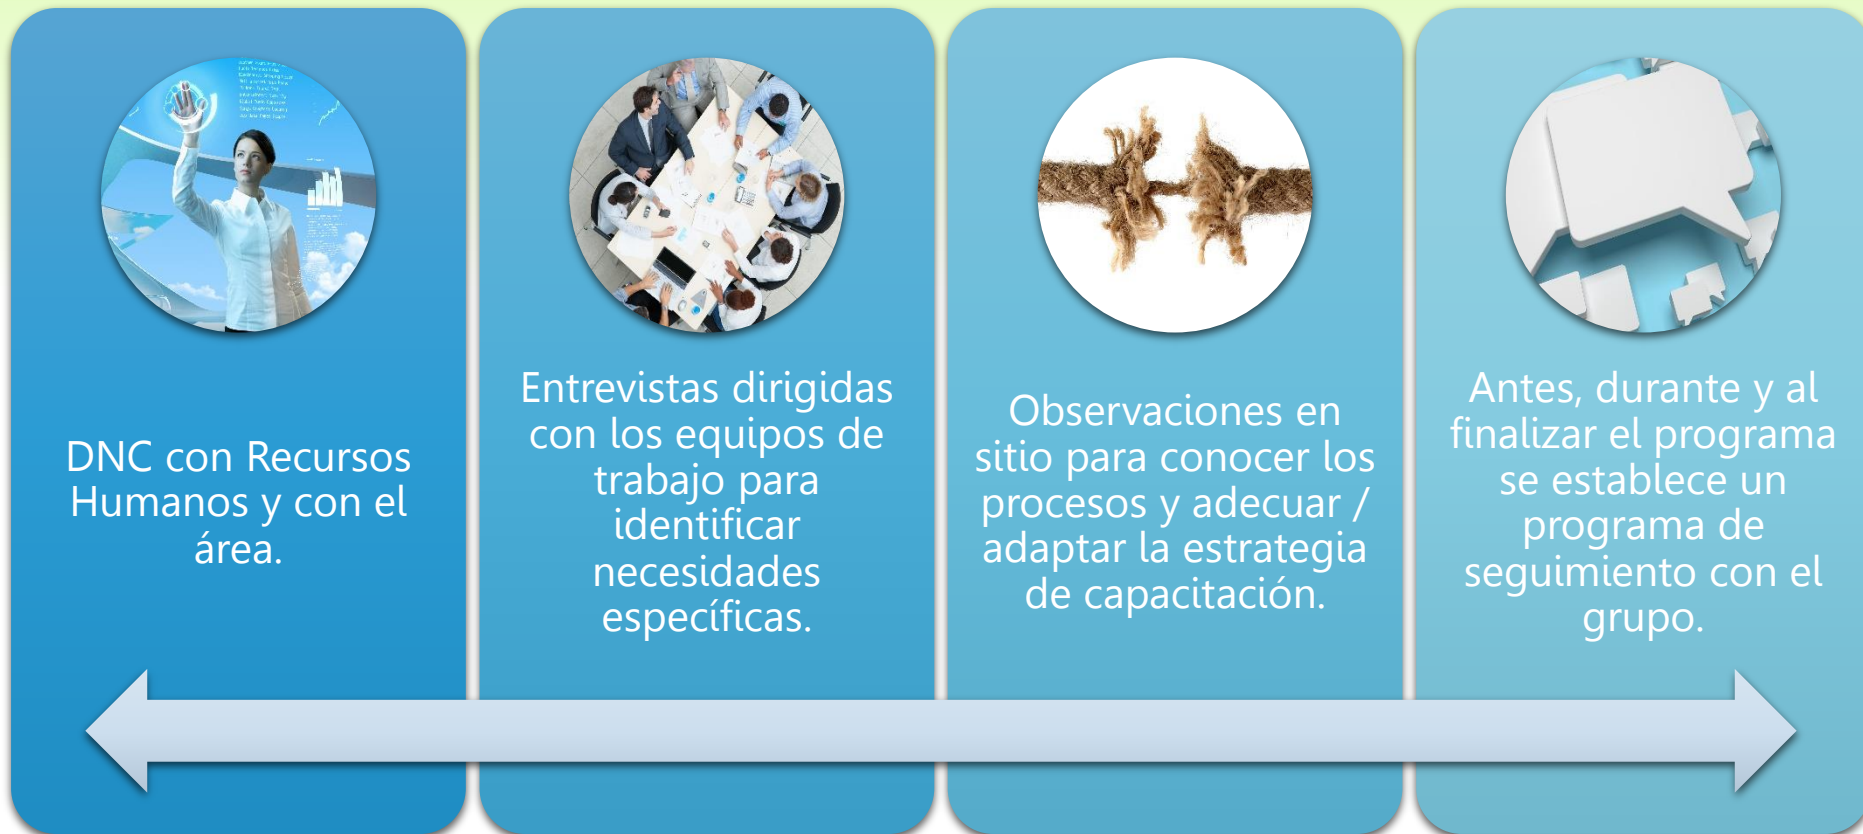 DNC con Recursos
Humanos y con el
área.
Entrevistas dirigidas
con los equipos de
trabajo para
identificar
necesidades
específicas.
Observaciones en
sitio para conocer los
procesos y adecuar /
adaptar la estrategia
de capacitación.
Antes, durante y al
finalizar el programa
se establece un
programa de
seguimiento con el
grupo.